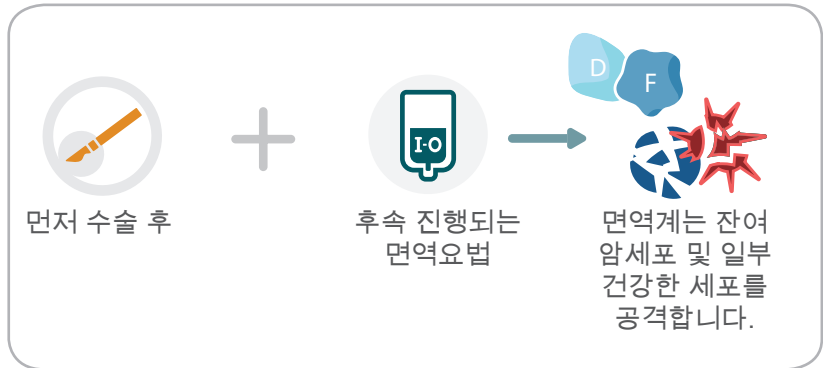 D
F
I-O
먼저 수술 후
후속 진행되는
면역요법
면역계는 잔여
암세포 및 일부
건강한 세포를
공격합니다.